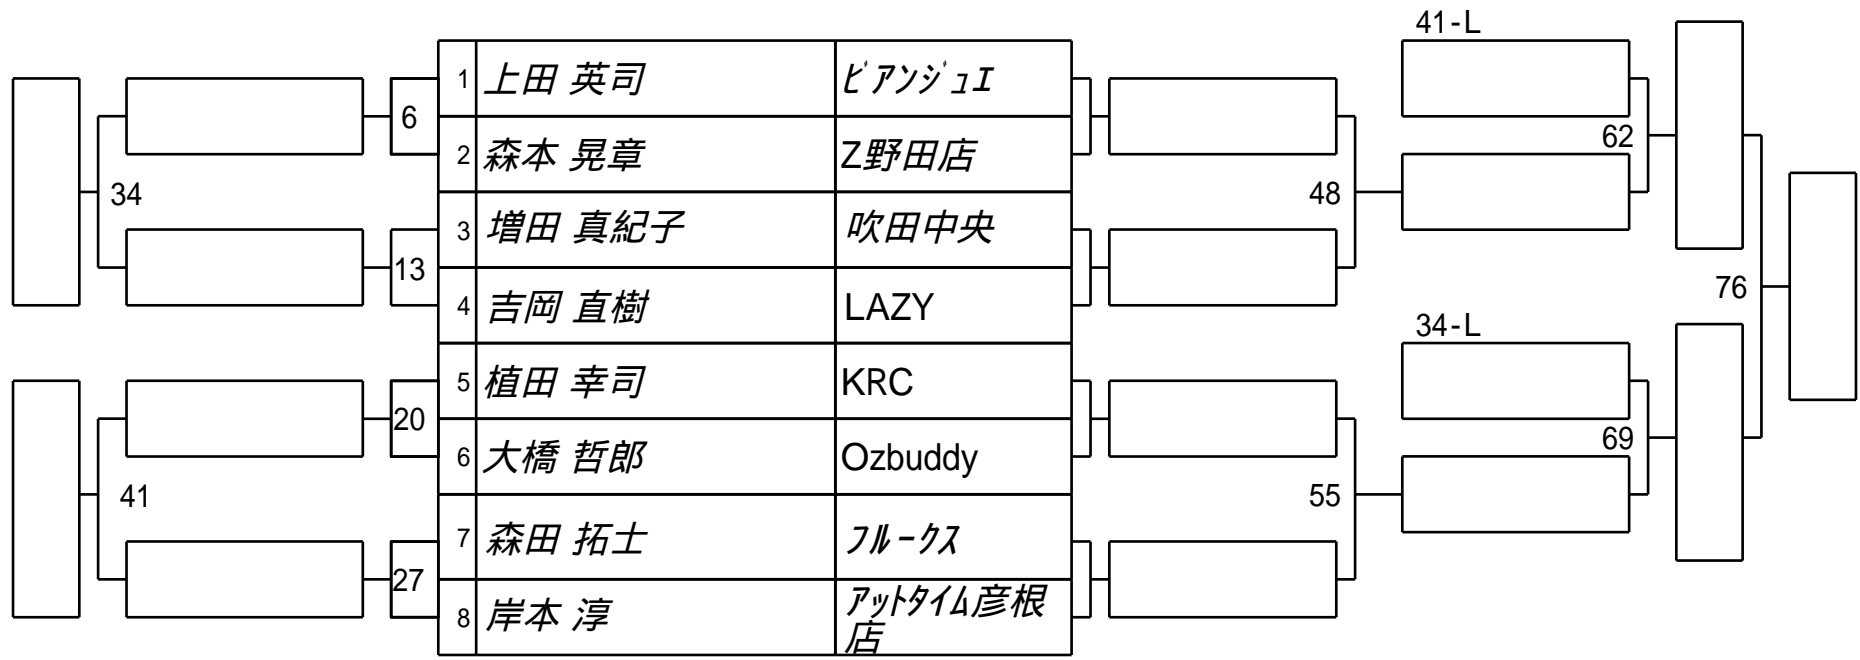 41-L
1 上田 英司 ﾋﾞｱﾝｼﾞｭｴ
6
2 森本 晃章 Z野田店
62
34
48
3 増田 真紀子 吹田中央
13
4 吉岡 直樹 LAZY
76
34-L
5 植田 幸司 KRC
20
6 大橋 哲郎 Ozbuddy
69
41
55
7 森田 拓士 ﾌﾙｰｸｽ
27
8 岸本 淳 ｱｯﾄﾀｲﾑ彦根
店